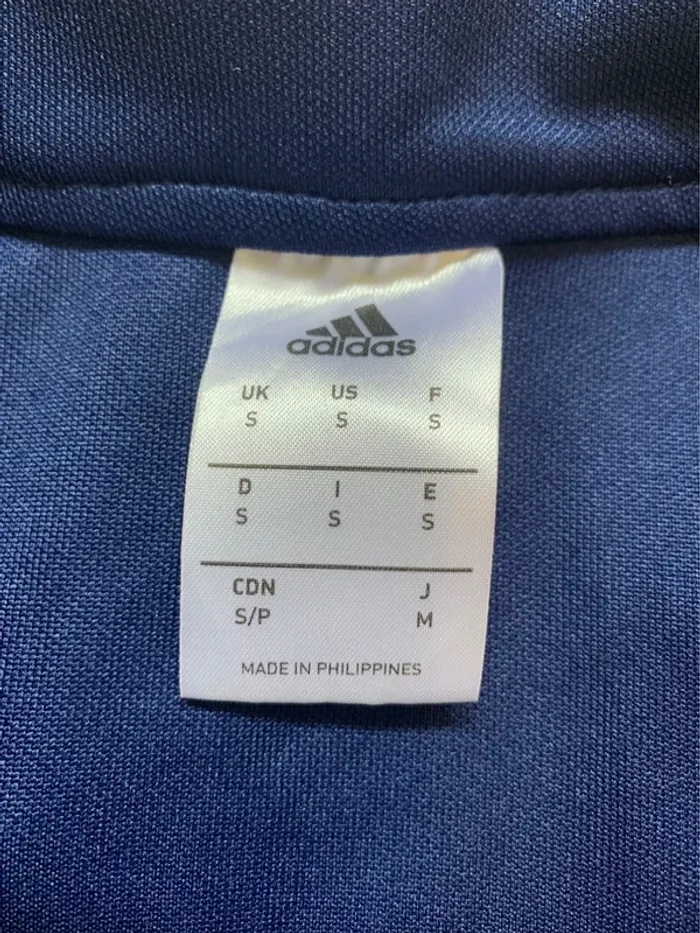 adidas
UK US F
S S S
D I E
S S S
CDN J
S/P M
MADE IN PHILIPPINES